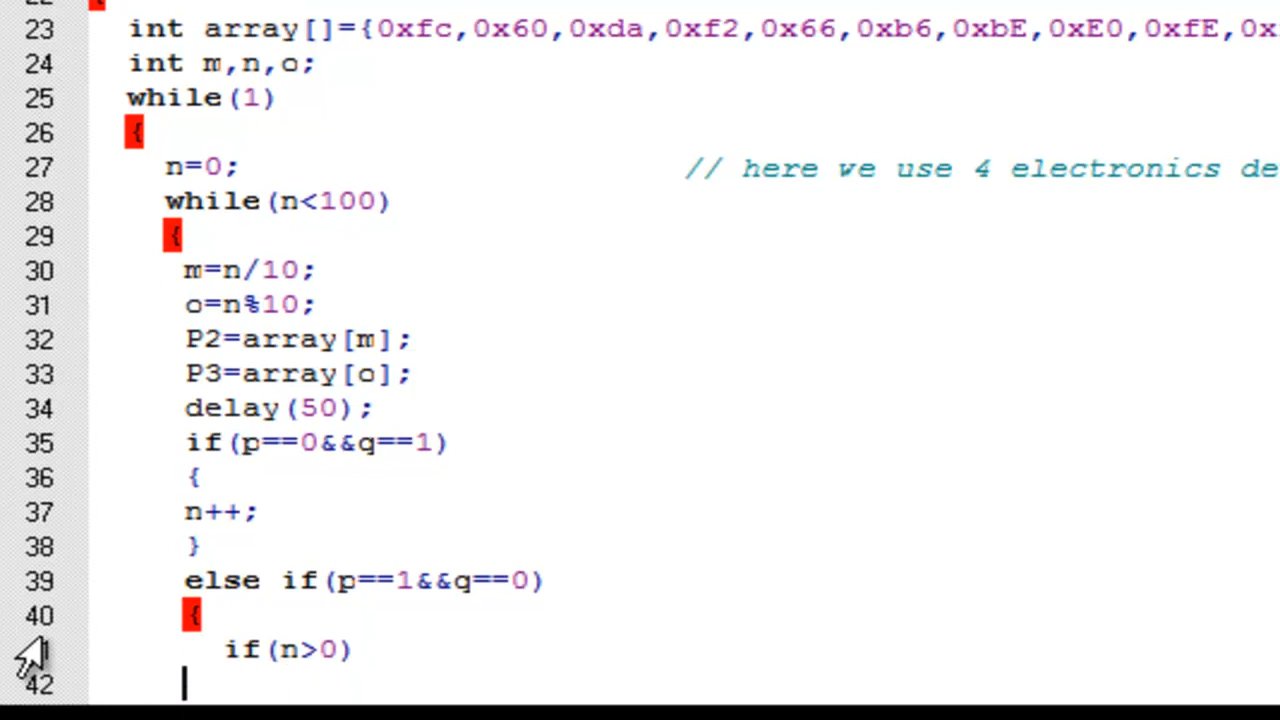 22 {
23 int array[]={0xfc,0x60,0xda,0xf2,0x66,0xb6,0xbE,0xE0,0xfE,0x
24 int m,n,o;
25 while(1)
26 {
27 n=0; // here we use 4 electronics de
28 while(n<100)
29 {
30 m=n/10;
31 o=n%10;
32 P2=array[m];
33 P3=array[o];
34 delay(50);
35 if(p==0&&q==1)
36 {
37 n++;
38 }
39 else if(p==1&&q==0)
40 {
41 if(n>0)
42